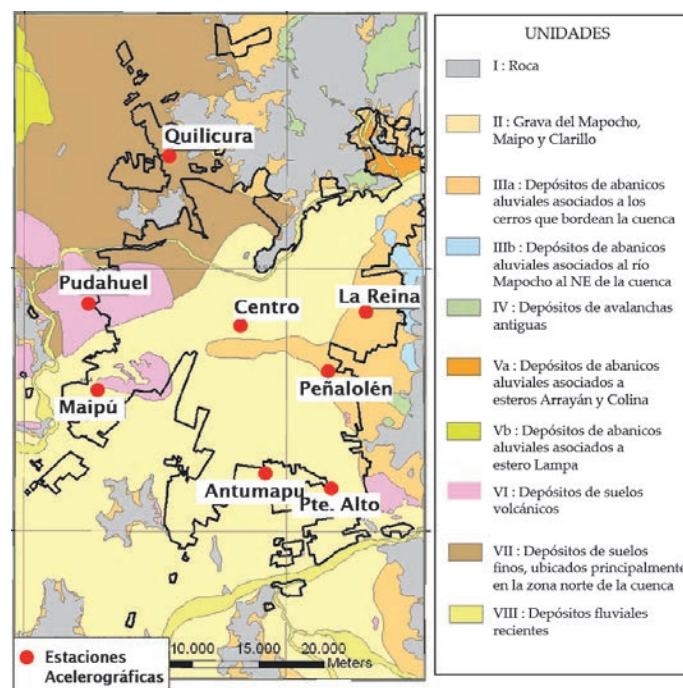 Quilicura
Pudahuel
Centro
La Reina
Maipú
Peñalolén
Antumapu
Pte. Alto
Estaciones
Acelerográficas
10.000 15.000 20.000
Meters
UNIDADES
I : Roca
II : Grava del Mapocho,
Maipo y Clarillo
IIIa : Depósitos de abanicos
aluviales asociados a los
cerros que bordean la cuenca
IIIb : Depósitos de abanicos
aluviales asociados al río
Mapocho al NE de la cuenca
IV : Depósitos de avalanchas
antiguas
Va : Depósitos de abanicos
aluviales asociados a
esteros Arrayán y Colina
Vb : Depósitos de abanicos
aluviales asociados a
estero Lampa
VI : Depósitos de suelos
volcánicos
VII : Depósitos de suelos
finos, ubicados principalmente
en la zona norte de la cuenca
VIII : Depósitos fluviales
recientes